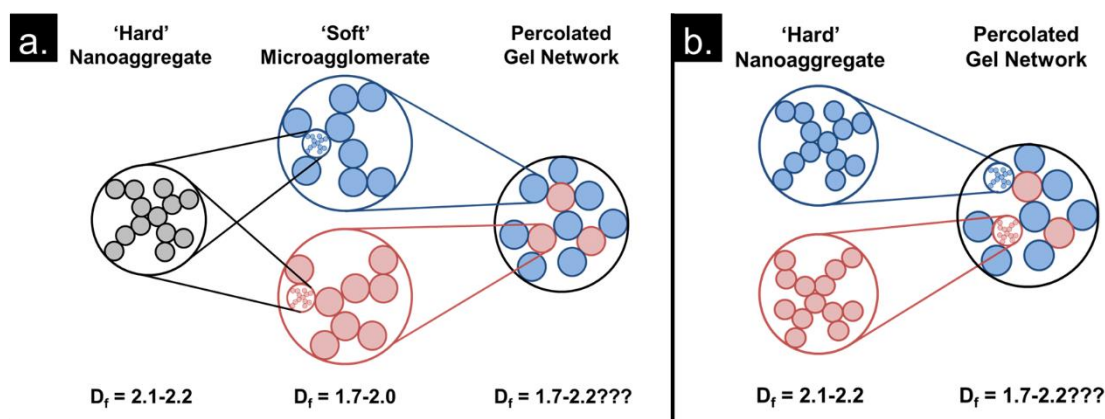 a.
'Hard'
Nanoaggregate
'Soft'
Microagglomerate
Percolated
Gel Network
D_f = 2.1-2.2
D_f = 1.7-2.0
D_f = 1.7-2.2???
b.
'Hard'
Nanoaggregate
Percolated
Gel Network
D_f = 2.1-2.2
D_f = 1.7-2.2???